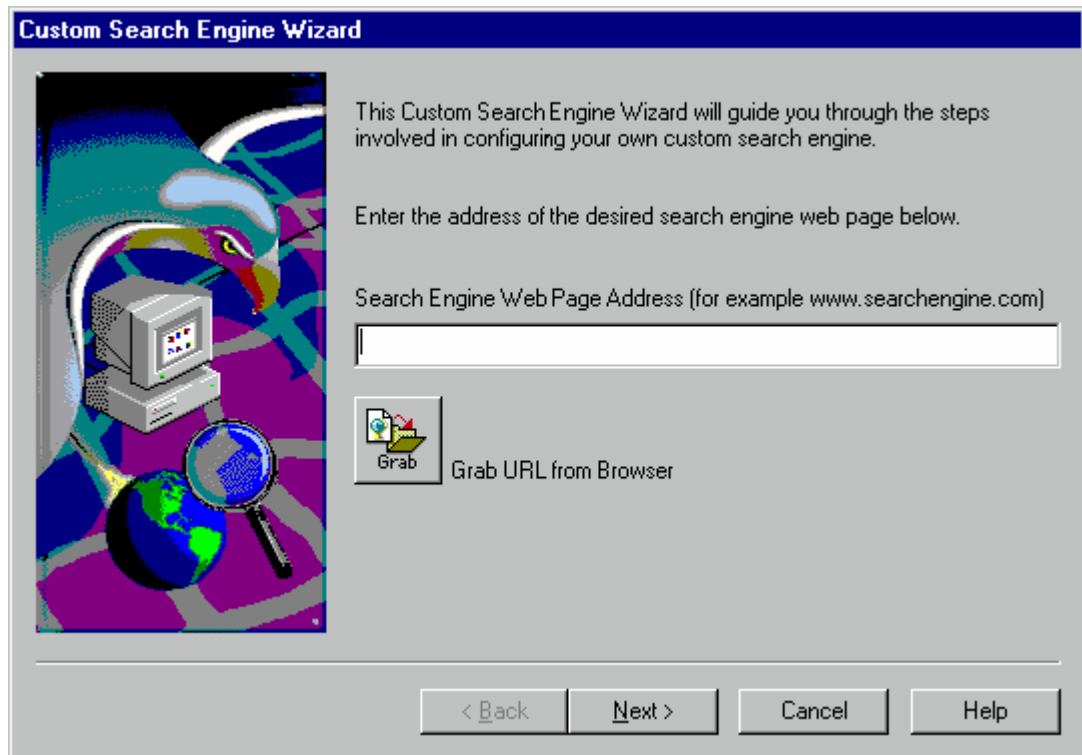 Custom Search Engine Wizard
This Custom Search Engine Wizard will guide you through the steps
involved in configuring your own custom search engine.
Enter the address of the desired search engine web page below.
Search Engine Web Page Address (for example www.searchengine.com)
Grab
Grab URL from Browser
< Back
Next >
Cancel
Help